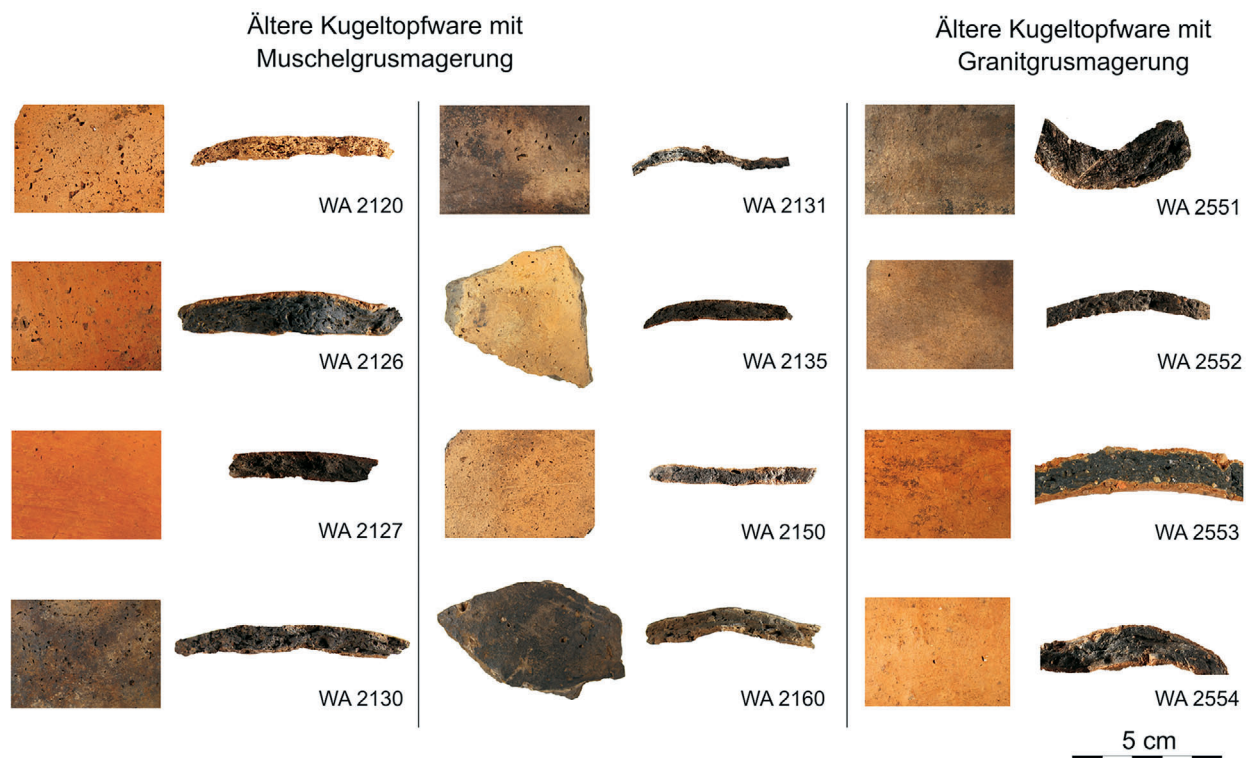 Ältere Kugeltopfware mit
Muschelgrusmagerung
Ältere Kugeltopfware mit
Granitgrusmagerung
WA 2120
WA 2131
WA 2551
WA 2126
WA 2135
WA 2552
WA 2127
WA 2150
WA 2553
WA 2130
WA 2160
WA 2554
5 cm